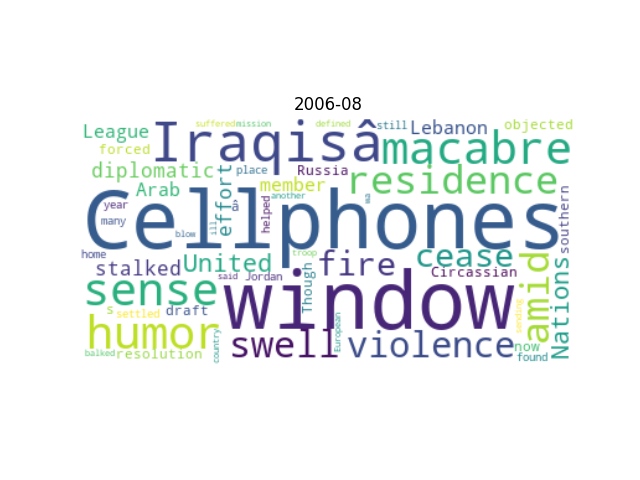 2006-08
suffered mission defined still Lebanon objected
League Iraqisâ macabre
forced diplomatic place Russia residence
Arab effort â' member another
year many Cellphones southern
helped ill blow
home stalked United fire cease
said Jordan Though troop Circassian
sense window amid Nations
s settled draft sending
humor swell European violence now
balked resolution country found